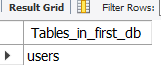 Result Grid Filter Rows:
Tables_in_first_db
users